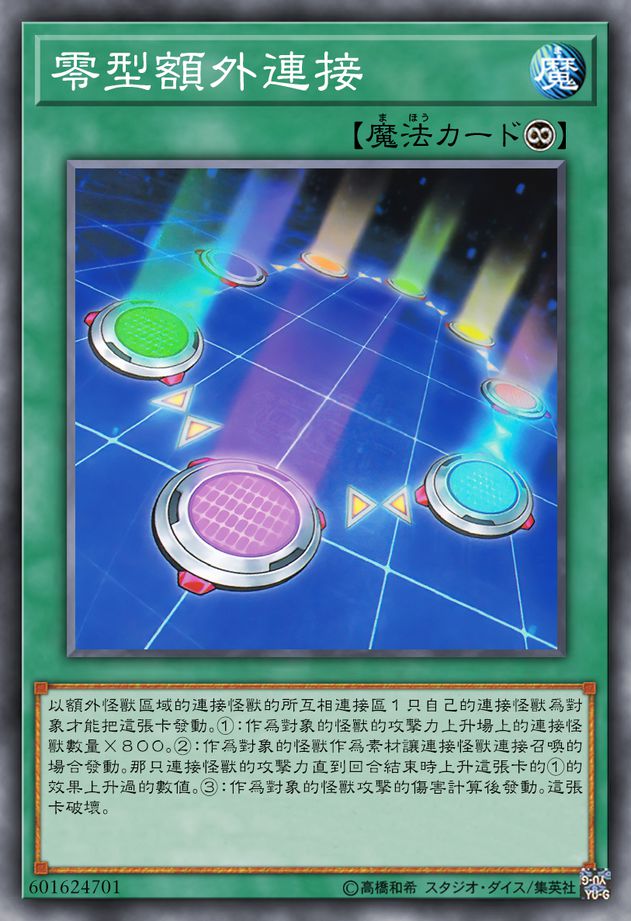 零型額外連接
魔
まほう
【魔法カード】
以額外怪獸區域的連接怪獸的所互相連接區１只自己的連接怪獸為對
象才能把這張卡發動。①：作為對象的怪獸的攻擊力上升場上的連接怪
獸數量×８００。②：作為對象的怪獸作為素材讓連接怪獸連接召喚的
場合發動。那只連接怪獸的攻擊力直到回合結束時上升這張卡的①的
效果上升過的數值。③：作為對象的怪獸攻擊的傷害計算後發動。這張
卡破壞。
601624701
©高橋和希 スタジオ・ダイス/集英社